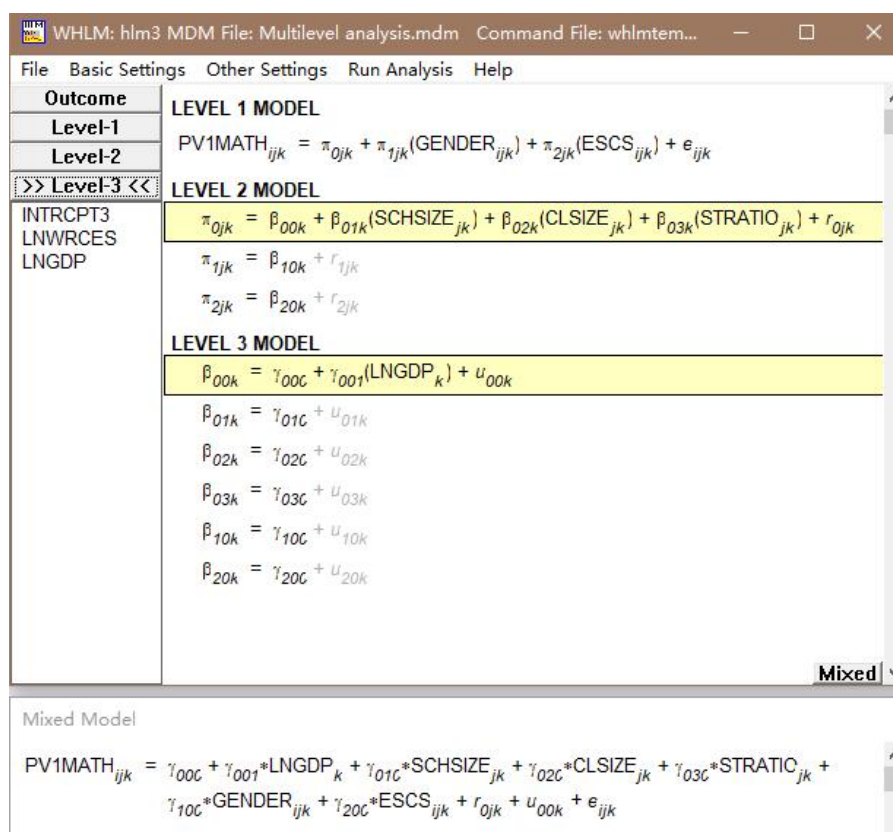 WHLM: hlm3 MDM File: Multilevel analysis.mdm Command File: whlmtem...
File Basic Settings Other Settings Run Analysis Help
Outcome
Level-1
Level-2
>> Level-3 <<
INTRCPT3
LNWRCES
LNGDP
LEVEL 1 MODEL
PV1MATH_ijk = π_0jk + π_1jk(GENDER_ijk) + π_2jk(ESCS_ijk) + e_ijk
LEVEL 2 MODEL
π_0jk = β_00k + β_01k(SCHSIZE_jk) + β_02k(CLSIZE_jk) + β_03k(STRATIO_jk) + r_0jk
π_1jk = β_10k + r_1jk
π_2jk = β_20k + r_2jk
LEVEL 3 MODEL
β_00k = γ_000 + γ_001(LNGDP_k) + u_00k
β_01k = γ_010 + u_01k
β_02k = γ_020 + u_02k
β_03k = γ_030 + u_03k
β_10k = γ_100 + u_10k
β_20k = γ_200 + u_20k
Mixed
Mixed Model
PV1MATH_ijk = γ_000 + γ_001*LNGDP_k + γ_010*SCHSIZE_jk + γ_020*CLSIZE_jk + γ_030*STRATIO_jk +
γ_100*GENDER_ijk + γ_200*ESCS_ijk + r_0jk + u_00k + e_ijk